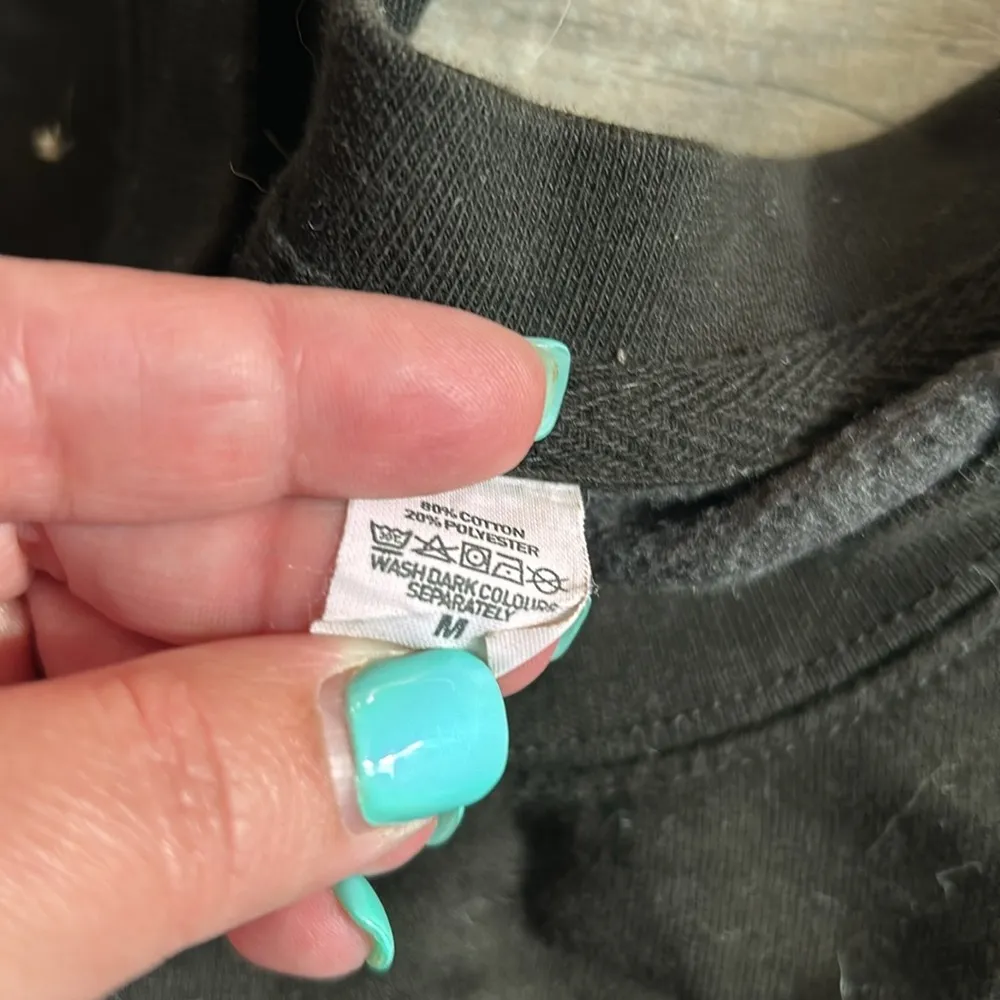 80% COTTON
20% POLYESTER
WASH DARK COLOURS
SEPARATELY
M